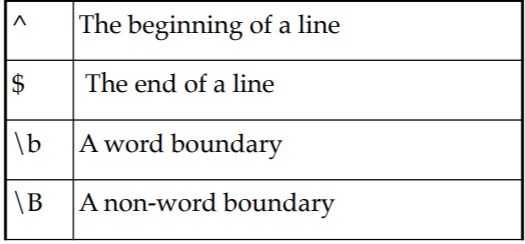 ^ The beginning of a line
$ The end of a line
\b A word boundary
\B A non-word boundary